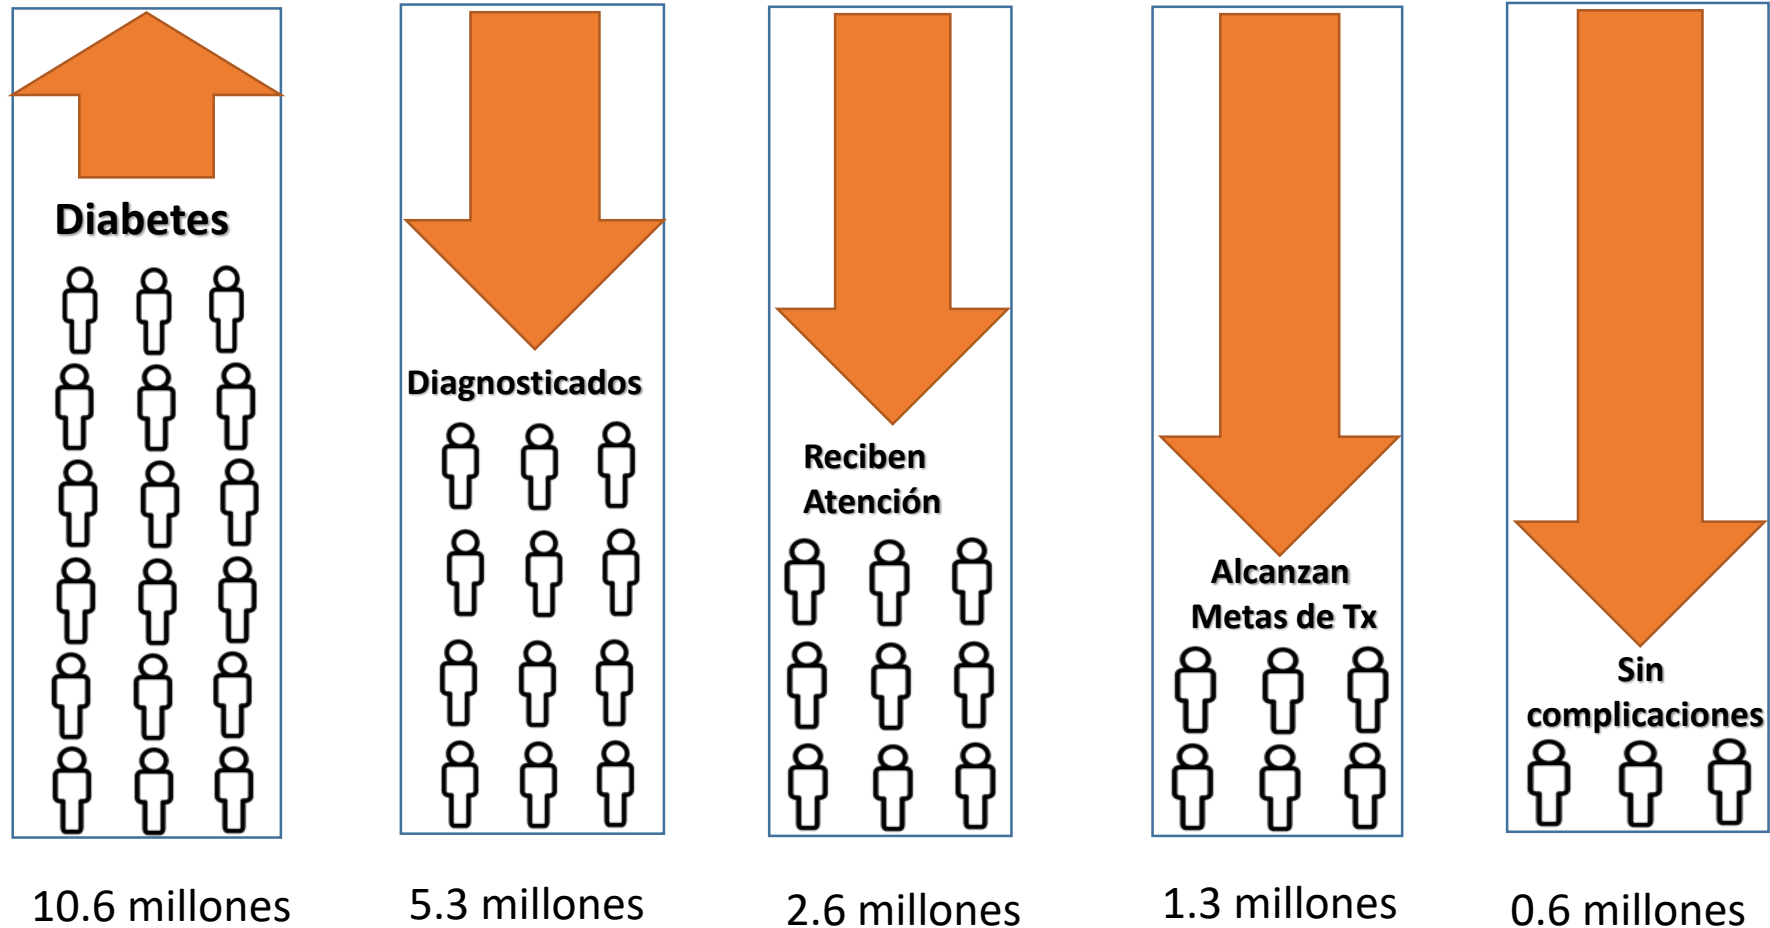 Diabetes
10.6 millones
Diagnosticados
5.3 millones
Reciben
Atención
2.6 millones
Alcanzan
Metas de Tx
1.3 millones
Sin
complicaciones
0.6 millones